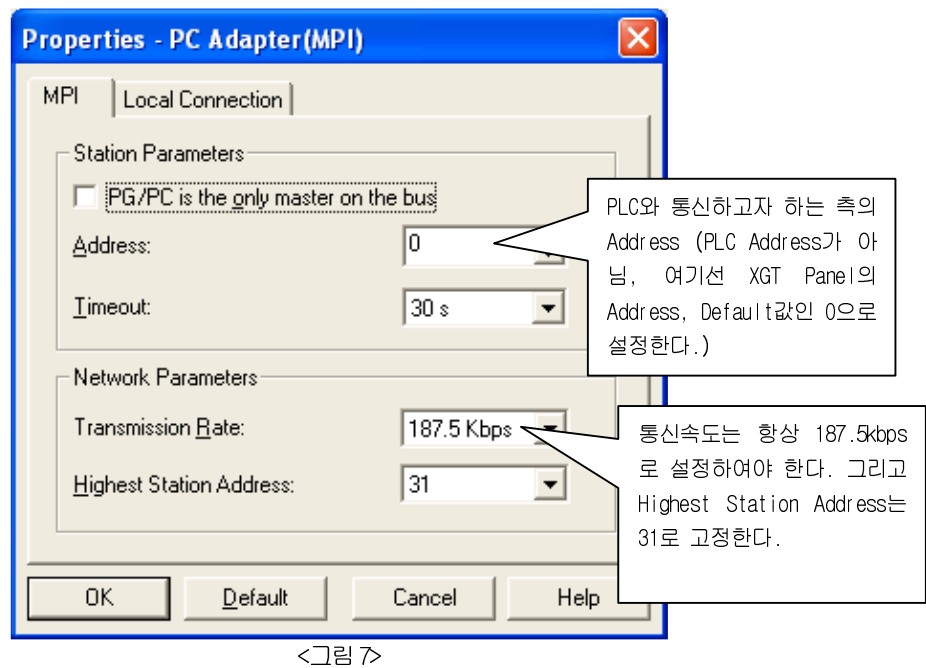 Properties - PC Adapter(MPI)
MPI
Local Connection
Station Parameters
PG/PC is the only master on the bus
Address:
0
Timeout:
30 s
PLC와 통신하고자 하는 측의
Address (PLC Address가 아
님, 여기선 XGT Panel의
Address, Default값인 0으로
설정한다.)
Network Parameters
Transmission Rate:
187.5 Kbps
Highest Station Address:
31
통신속도는 항상 187.5kbps
로 설정하여야 한다. 그리고
Highest Station Address는
31로 고정한다.
OK
Default
Cancel
Help
<그림 7>